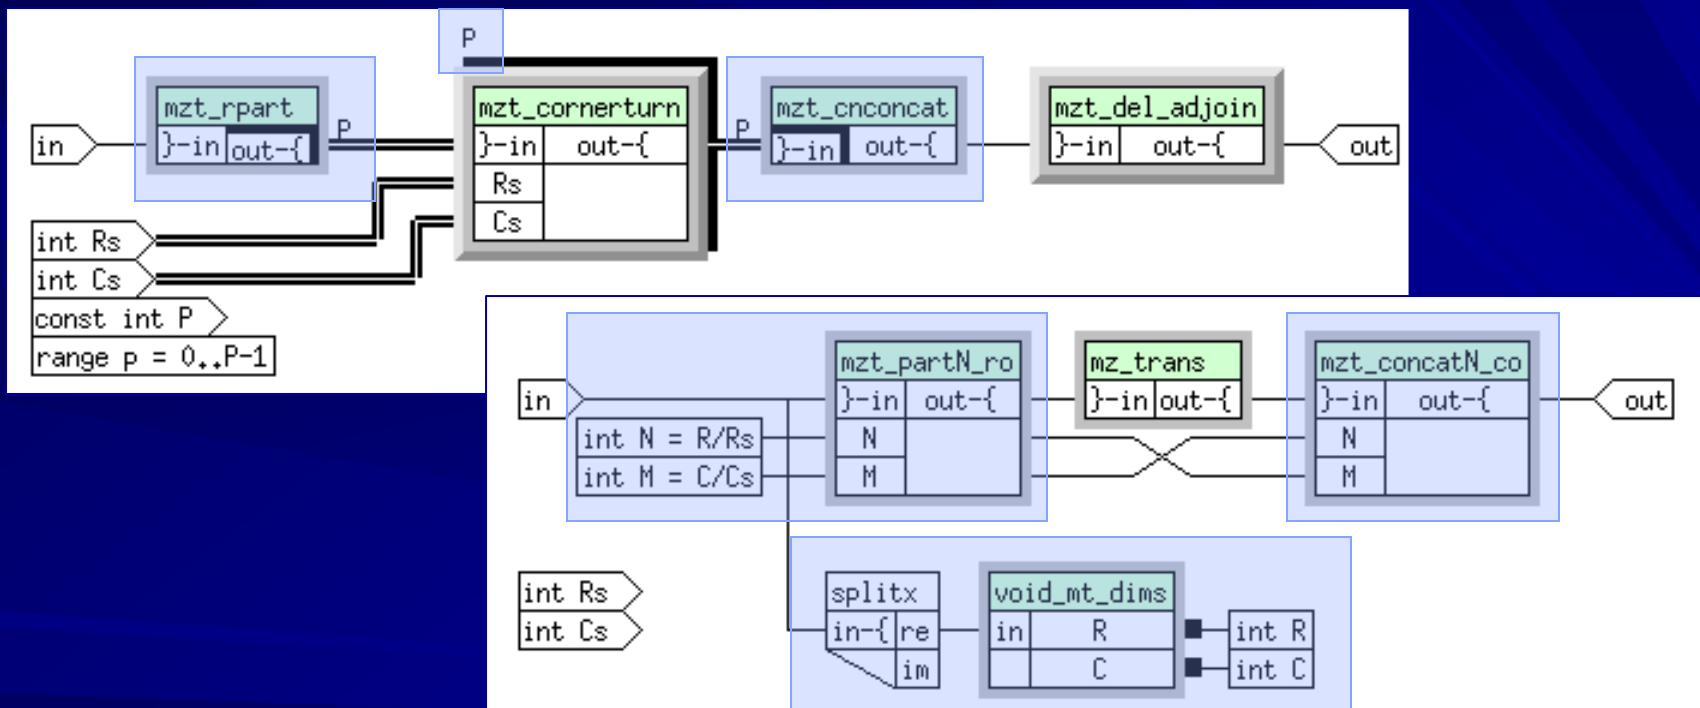 P
mzt_rpart
}-in out-{
P
mzt_cornerturn
}-in out-{
Rs
Cs
P
mzt_cnconcat
}-in out-{
mzt_del_adjoin
}-in out-{
in
out
int Rs
int Cs
const int P
range p = 0..P-1
in
mzt_partN_ro
}-in out-{
N
M
int N = R/Rs
int M = C/Cs
mz_trans
}-in out-{
mzt_concatN_co
}-in out-{
N
M
out
int Rs
int Cs
splitx
in-{ re
im
void_mt_dims
in R
C
int R
int C